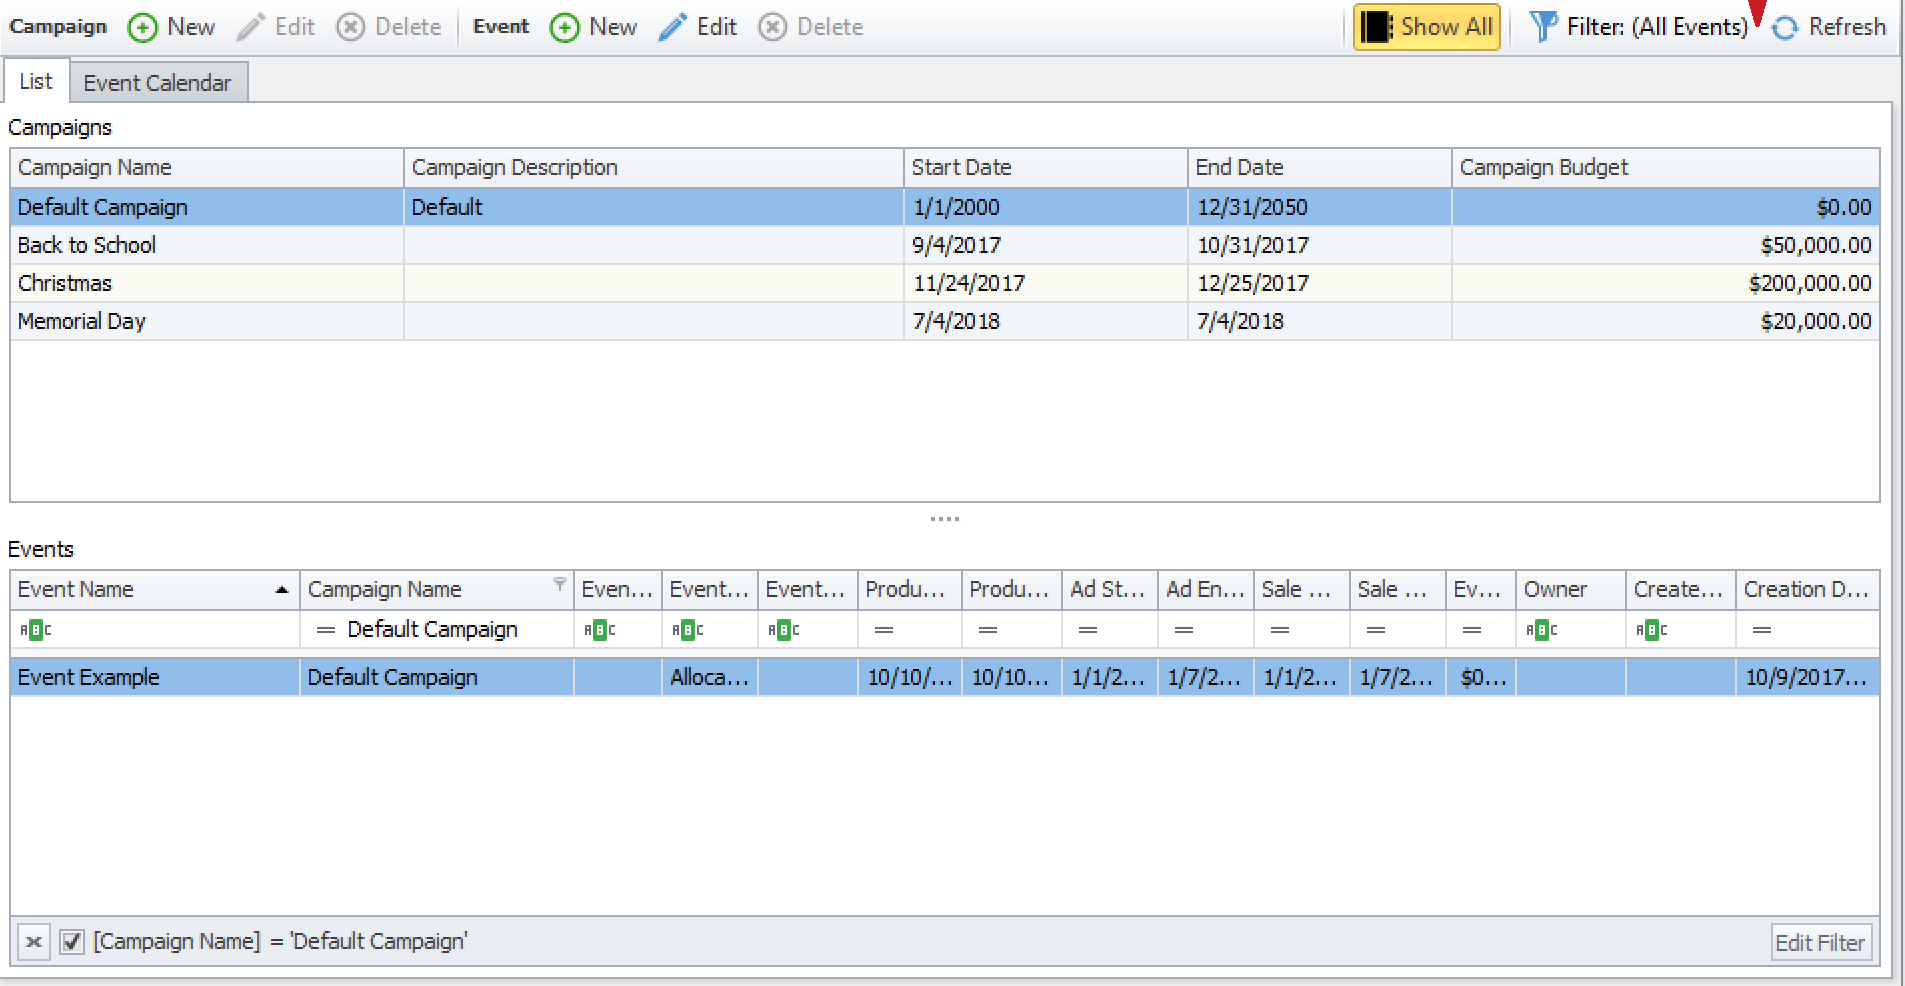 Campaign New Edit Delete Event New Edit Delete Show All Filter: (All Events) Refresh
List Event Calendar
Campaigns
Campaign Name Campaign Description Start Date End Date Campaign Budget
Default Campaign Default 1/1/2000 12/31/2050 $0.00
Back to School 9/4/2017 10/31/2017 $50,000.00
Christmas 11/24/2017 12/25/2017 $200,000.00
Memorial Day 7/4/2018 7/4/2018 $20,000.00
Events
Event Name Campaign Name Even... Event... Event... Produ... Produ... Ad St... Ad En... Sale ... Sale ... Ev... Owner Create... Creation D...
ABC = Default Campaign ABC ABC ABC = = = = = = = ABC ABC =
Event Example Default Campaign Alloca... 10/10/... 10/10... 1/1/2... 1/7/2... 1/1/2... 1/7/2... $0... 10/9/2017...
[Campaign Name] = 'Default Campaign' Edit Filter